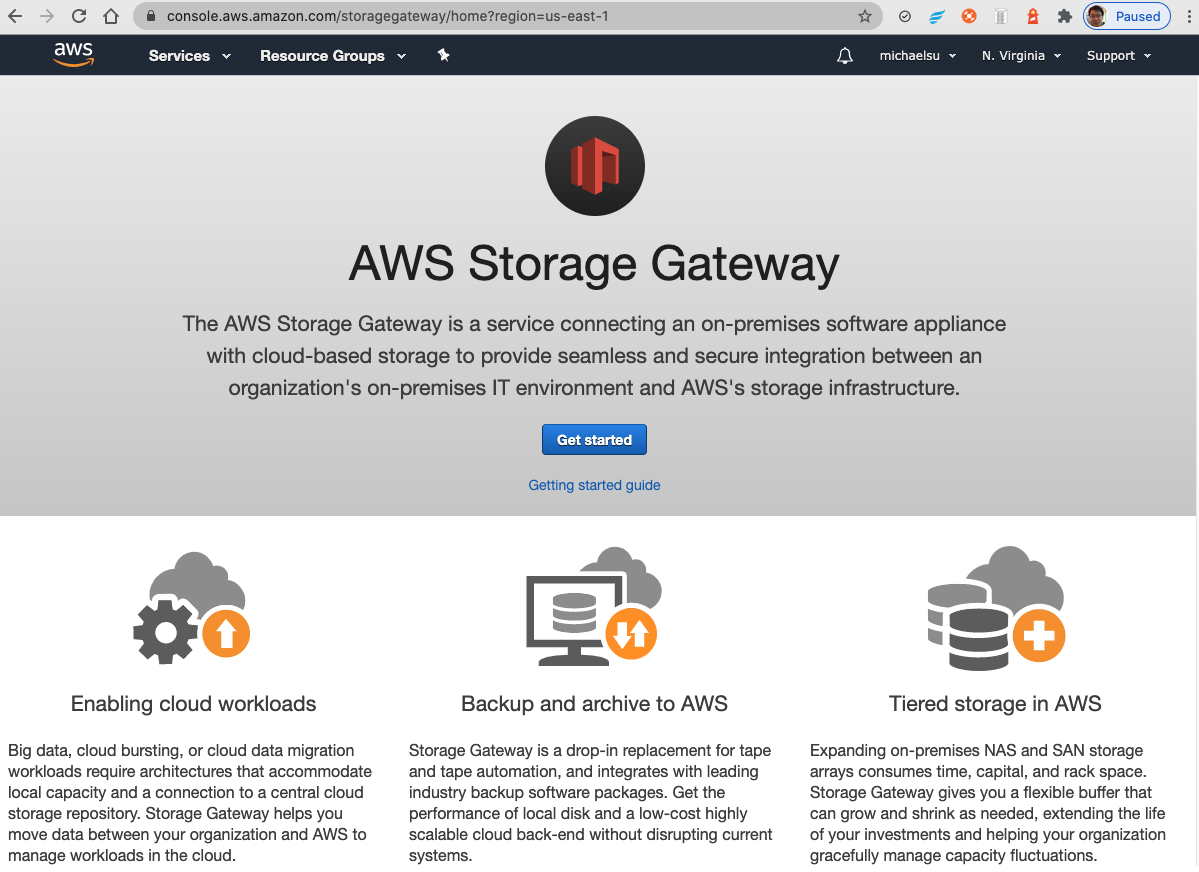 console.aws.amazon.com/storagegateway/home?region=us-east-1
Paused
aws
Services
Resource Groups
michaelsu
N. Virginia
Support
AWS Storage Gateway
The AWS Storage Gateway is a service connecting an on-premises software appliance
with cloud-based storage to provide seamless and secure integration between an
organization's on-premises IT environment and AWS's storage infrastructure.
Get started
Getting started guide
Enabling cloud workloads
Big data, cloud bursting, or cloud data migration
workloads require architectures that accommodate
local capacity and a connection to a central cloud
storage repository. Storage Gateway helps you
move data between your organization and AWS to
manage workloads in the cloud.
Backup and archive to AWS
Storage Gateway is a drop-in replacement for tape
and tape automation, and integrates with leading
industry backup software packages. Get the
performance of local disk and a low-cost highly
scalable cloud back-end without disrupting current
systems.
Tiered storage in AWS
Expanding on-premises NAS and SAN storage
arrays consumes time, capital, and rack space.
Storage Gateway gives you a flexible buffer that
can grow and shrink as needed, extending the life
of your investments and helping your organization
gracefully manage capacity fluctuations.